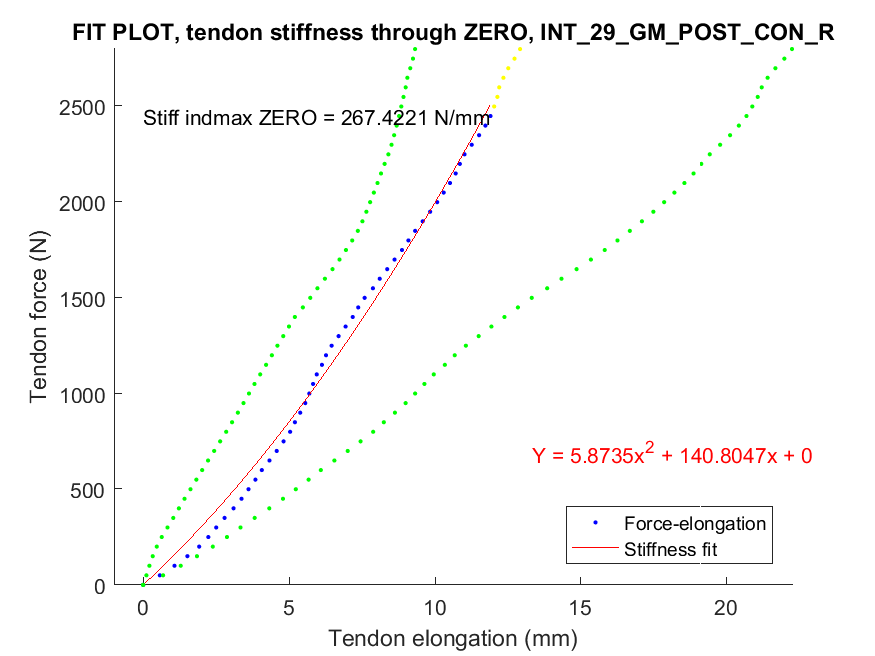 FIT PLOT, tendon stiffness through ZERO, INT_29_GM_POST_CON_R
Stiff indmax ZERO = 267.4221 N/mm
2500
2000
1500
1000
500
0
Tendon force (N)
Y = 5.8735x² + 140.8047x + 0
Force-elongation
Stiffness fit
0 5 10 15 20
Tendon elongation (mm)